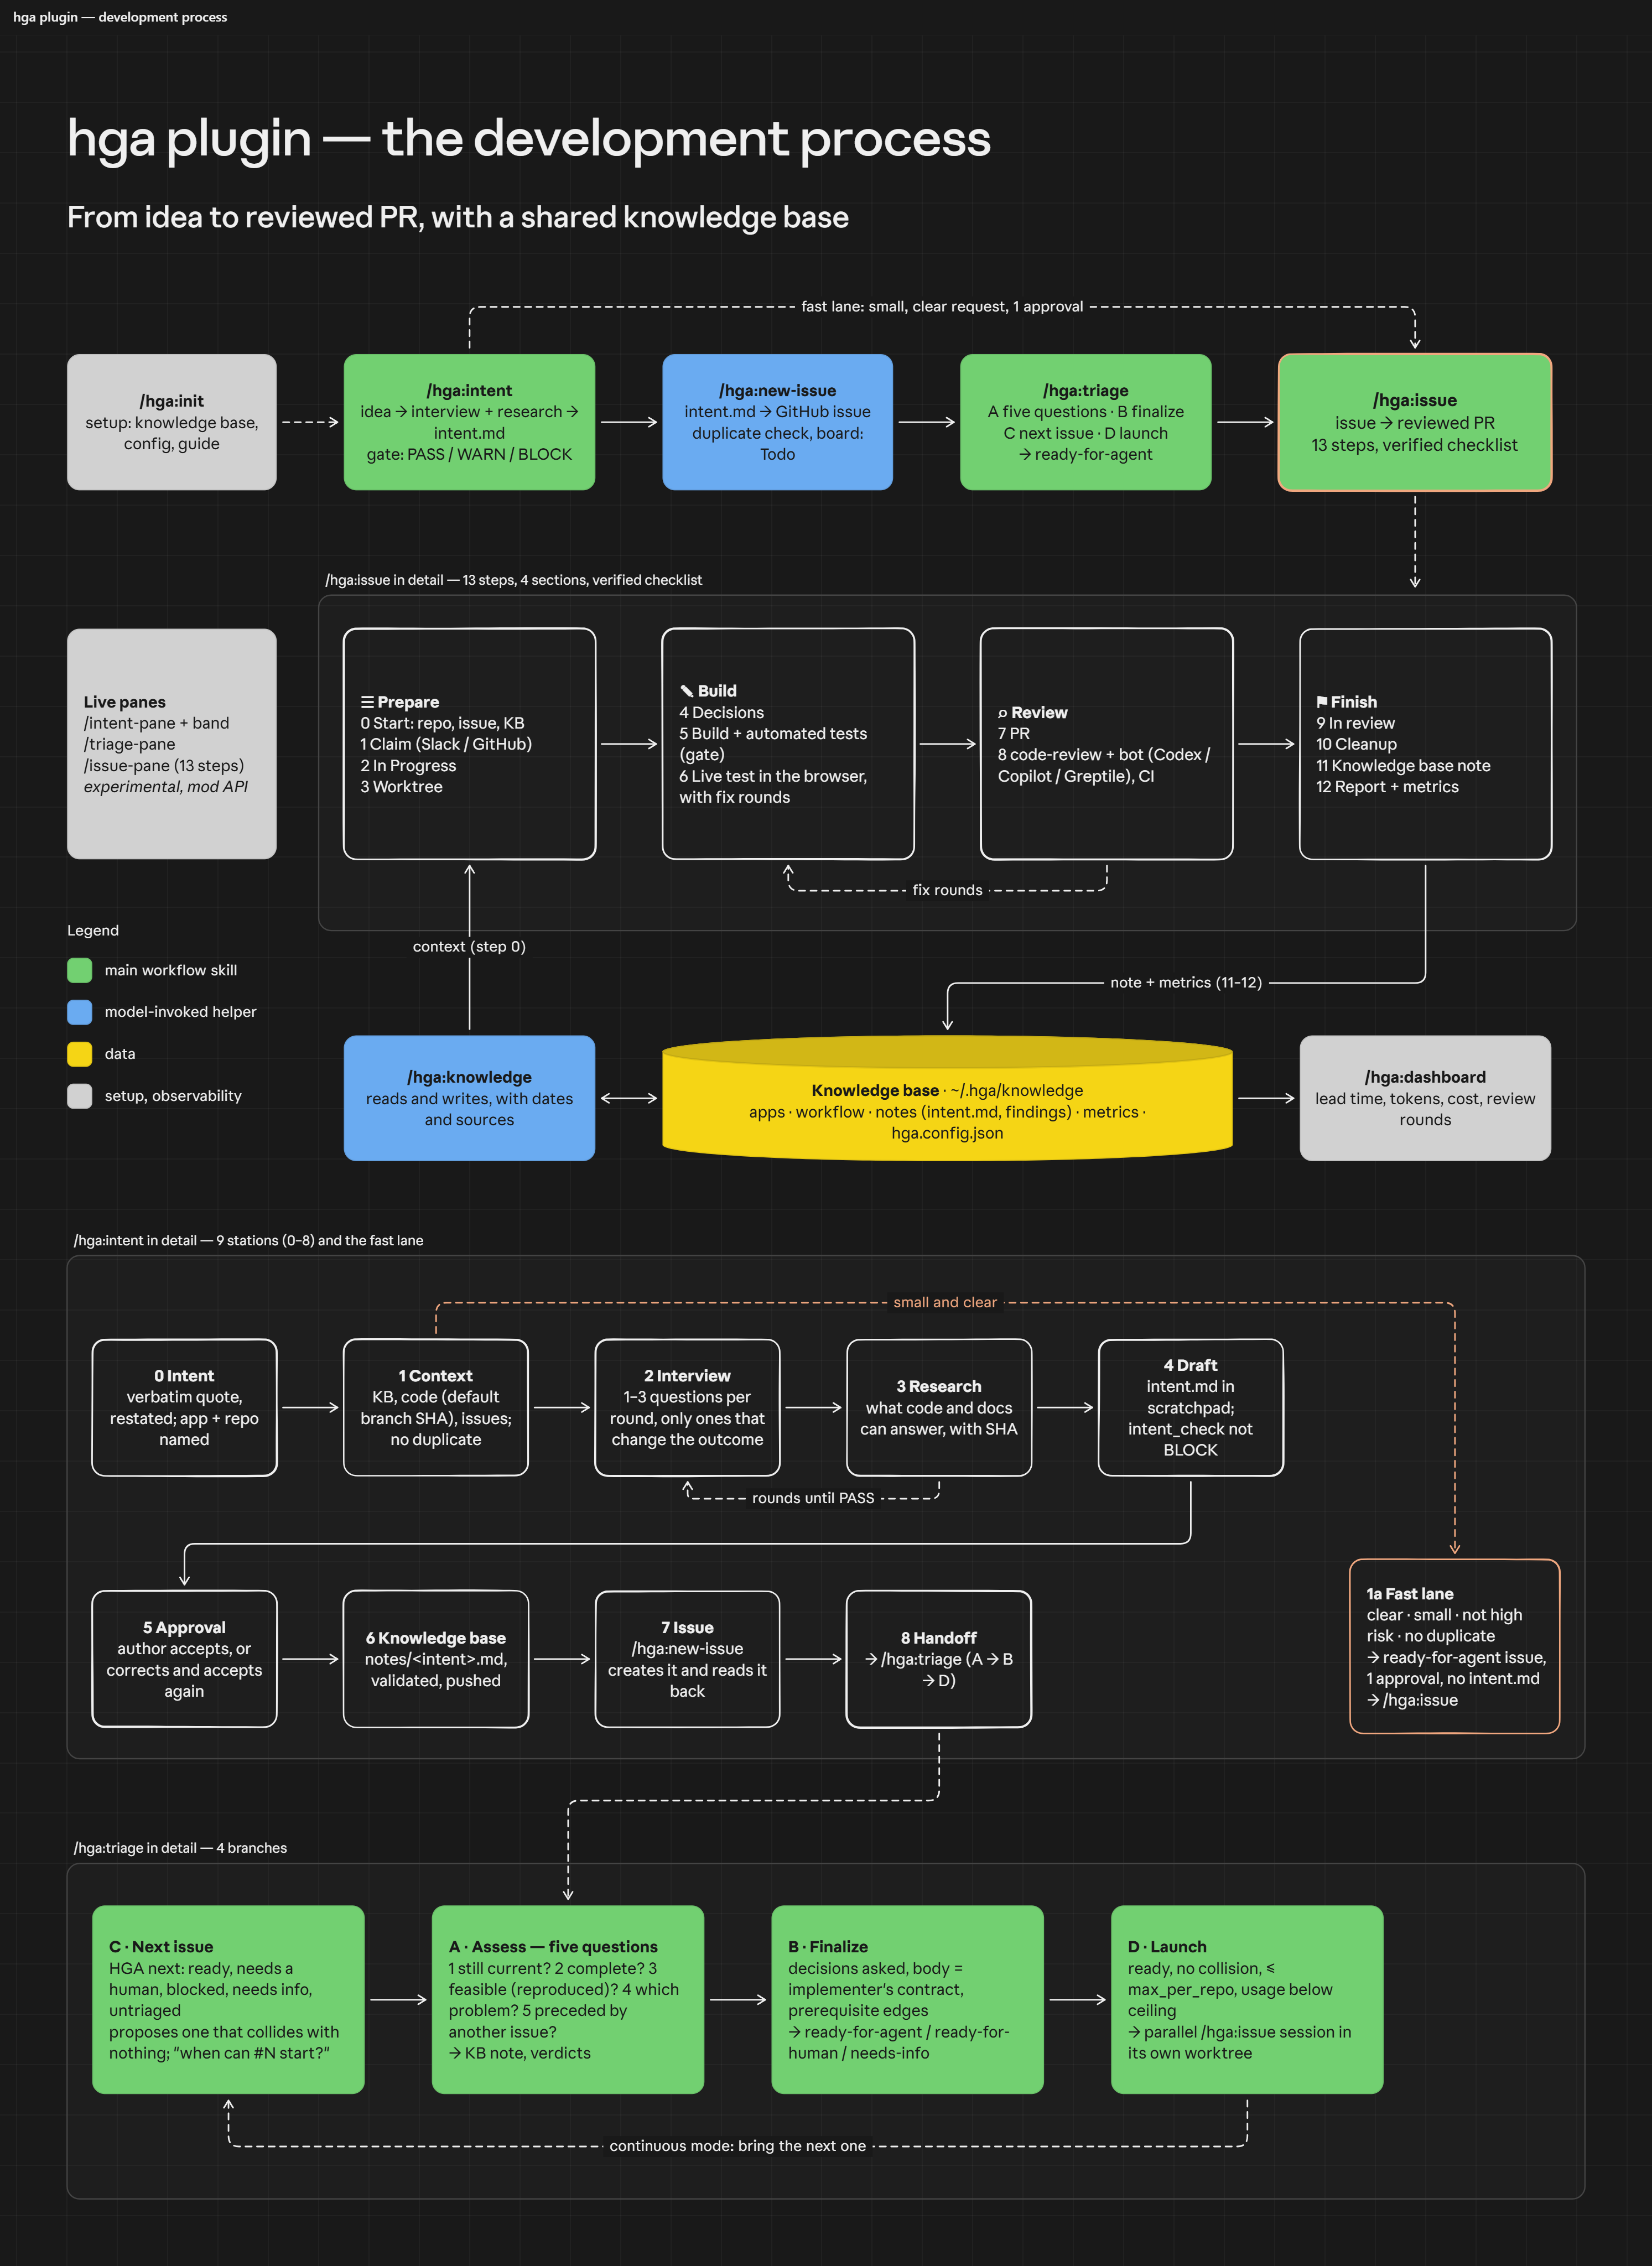 hga plugin — development process
hga plugin — the development process
From idea to reviewed PR, with a shared knowledge base
fast lane: small, clear request, 1 approval
/hga:init
setup: knowledge base,
config, guide
/hga:intent
idea → interview + research →
intent.md
gate: PASS / WARN / BLOCK
/hga:new-issue
intent.md → GitHub issue
duplicate check, board:
Todo
/hga:triage
A five questions · B finalize
C next issue · D launch
→ ready-for-agent
/hga:issue
issue → reviewed PR
13 steps, verified checklist
/hga:issue in detail — 13 steps, 4 sections, verified checklist
Live panes
/intent-pane + band
/triage-pane
/issue-pane (13 steps)
experimental, mod API
☰ Prepare
0 Start: repo, issue, KB
1 Claim (Slack / GitHub)
2 In Progress
3 Worktree
✎ Build
4 Decisions
5 Build + automated tests
(gate)
6 Live test in the browser,
with fix rounds
⌕ Review
7 PR
8 code-review + bot (Codex /
Copilot / Greptile), CI
⚑ Finish
9 In review
10 Cleanup
11 Knowledge base note
12 Report + metrics
fix rounds
Legend
main workflow skill
model-invoked helper
data
setup, observability
context (step 0)
note + metrics (11–12)
/hga:knowledge
reads and writes, with dates
and sources
Knowledge base · ~/.hga/knowledge
apps · workflow · notes (intent.md, findings) · metrics ·
hga.config.json
/hga:dashboard
lead time, tokens, cost, review
rounds
/hga:intent in detail — 9 stations (0–8) and the fast lane
small and clear
0 Intent
verbatim quote,
restated; app + repo
named
1 Context
KB, code (default
branch SHA), issues;
no duplicate
2 Interview
1–3 questions per
round, only ones that
change the outcome
3 Research
what code and docs
can answer, with SHA
4 Draft
intent.md in
scratchpad;
intent_check not
BLOCK
rounds until PASS
5 Approval
author accepts, or
corrects and accepts
again
6 Knowledge base
notes/<intent>.md,
validated, pushed
7 Issue
/hga:new-issue
creates it and reads it
back
8 Handoff
→ /hga:triage (A → B
→ D)
1a Fast lane
clear · small · not high
risk · no duplicate
→ ready-for-agent issue,
1 approval, no intent.md
→ /hga:issue
/hga:triage in detail — 4 branches
C · Next issue
HGA next: ready, needs a
human, blocked, needs info,
untriaged
proposes one that collides with
nothing; "when can #N start?"
A · Assess — five questions
1 still current? 2 complete? 3
feasible (reproduced)? 4 which
problem? 5 preceded by
another issue?
→ KB note, verdicts
B · Finalize
decisions asked, body =
implementer's contract,
prerequisite edges
→ ready-for-agent / ready-for-
human / needs-info
D · Launch
ready, no collision, ≤
max_per_repo, usage below
ceiling
→ parallel /hga:issue session in
its own worktree
continuous mode: bring the next one